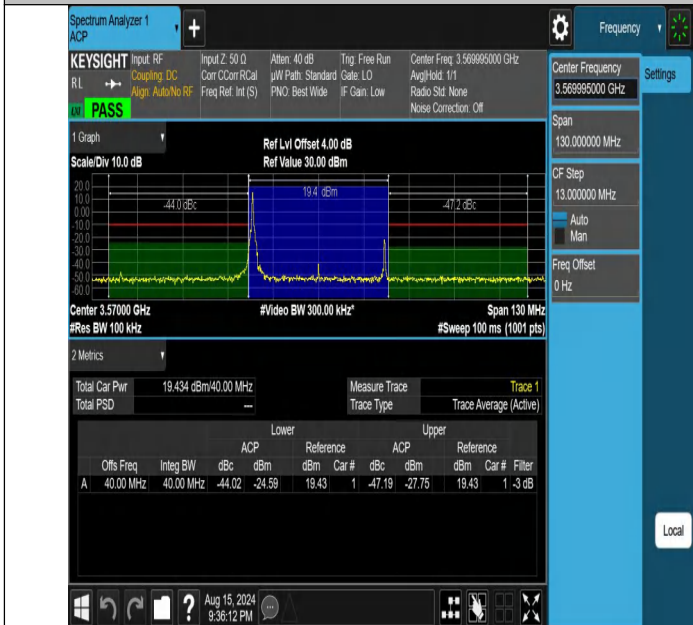 Spectrum Analyzer 1
ACP
+
Frequency
KEYSIGHT
RL
LXI
PASS
Input: RF
Coupling: DC
Align: Auto/No RF
Input Z: 50 Ω
Corr CCorr RCal
Freq Ref: Int (S)
Atten: 40 dB
µW Path: Standard
PNO: Best Wide
Trig: Free Run
Gate: LO
IF Gain: Low
Center Freq: 3.569995000 GHz
Avg|Hold: 1/1
Radio Std: None
Noise Correction: Off
Center Frequency
3.569995000 GHz
Settings
Span
130.000000 MHz
CF Step
13.000000 MHz
Auto
Man
Freq Offset
0 Hz
Local
1 Graph
Scale/Div 10.0 dB
Ref Lvl Offset 4.00 dB
Ref Value 30.00 dBm
20.0
10.0
0.00
-10.0
-20.0
-30.0
-40.0
-50.0
-60.0
-44.0 dBc
19.4 dBm
-47.2 dBc
Center 3.57000 GHz #Video BW 300.00 kHz* Span 130 MHz
#Res BW 100 kHz #Sweep 100 ms (1001 pts)
2 Metrics
Total Car Pwr 19.434 dBm/40.00 MHz Measure Trace Trace 1
Total PSD --- Trace Type Trace Average (Active)
Lower Upper
ACP Reference ACP Reference
Offs Freq Integ BW dBc dBm dBm Car # dBc dBm dBm Car # Filter
A 40.00 MHz 40.00 MHz -44.02 -24.59 19.43 1 -47.19 -27.75 19.43 1 -3 dB
? Aug 15, 2024
9:36:12 PM